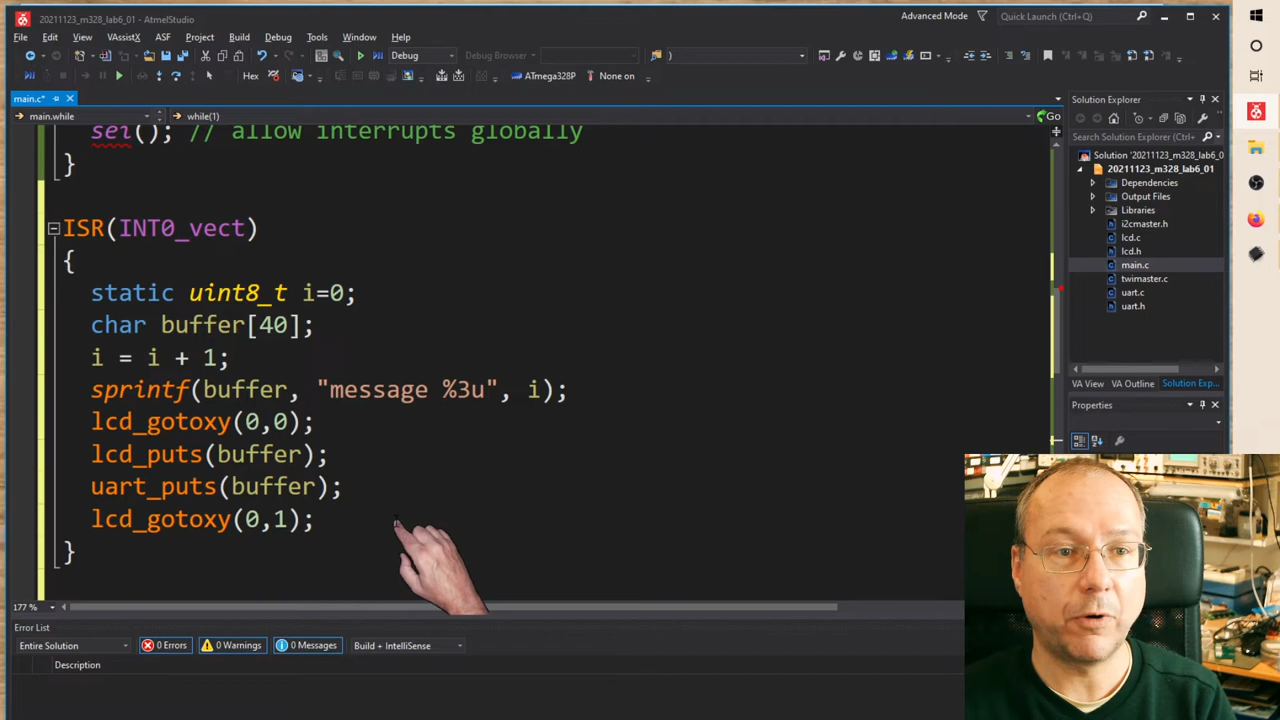 20211123_m328_lab6_01 - AtmelStudio
Advanced Mode
Quick Launch (Ctrl+Q)
File Edit View VAssistX ASF Project Build Debug Tools Window Help
Debug
Debug Browser
)
Hex
ATmega328P
None on
main.c*
main.while
while(1)
Go
sei(); // allow interrupts globally
}
ISR(INT0_vect)
{
static uint8_t i=0;
char buffer[40];
i = i + 1;
sprintf(buffer, "message %3u", i);
lcd_gotoxy(0,0);
lcd_puts(buffer);
uart_puts(buffer);
lcd_gotoxy(0,1);
}
177 %
Solution Explorer
Search Solution Explorer (Ctrl+
Solution '20211123_m328_lab6_0
20211123_m328_lab6_01
Dependencies
Output Files
Libraries
i2cmaster.h
lcd.c
lcd.h
main.c
twimaster.c
uart.c
uart.h
VA View VA Outline Solution Exp...
Properties
Error List
Entire Solution
0 Errors
0 Warnings
0 Messages
Build + IntelliSense
Description